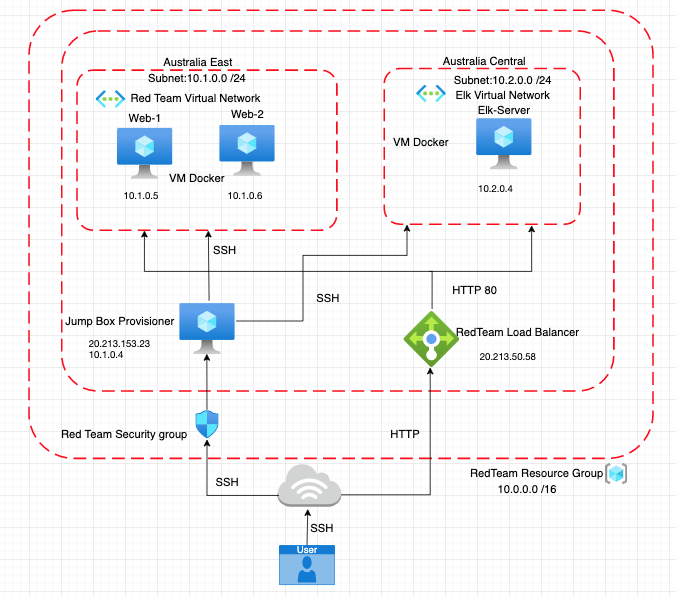 Australia East
Subnet:10.1.0.0 /24
Red Team Virtual Network
Web-1
Web-2
VM Docker
10.1.0.5
10.1.0.6
Australia Central
Subnet:10.2.0.0 /24
Elk Virtual Network
Elk-Server
VM Docker
10.2.0.4
SSH
SSH
HTTP 80
Jump Box Provisioner
20.213.153.23
10.1.0.4
RedTeam Load Balancer
20.213.50.58
Red Team Security group
HTTP
RedTeam Resource Group
10.0.0.0 /16
SSH
SSH
User